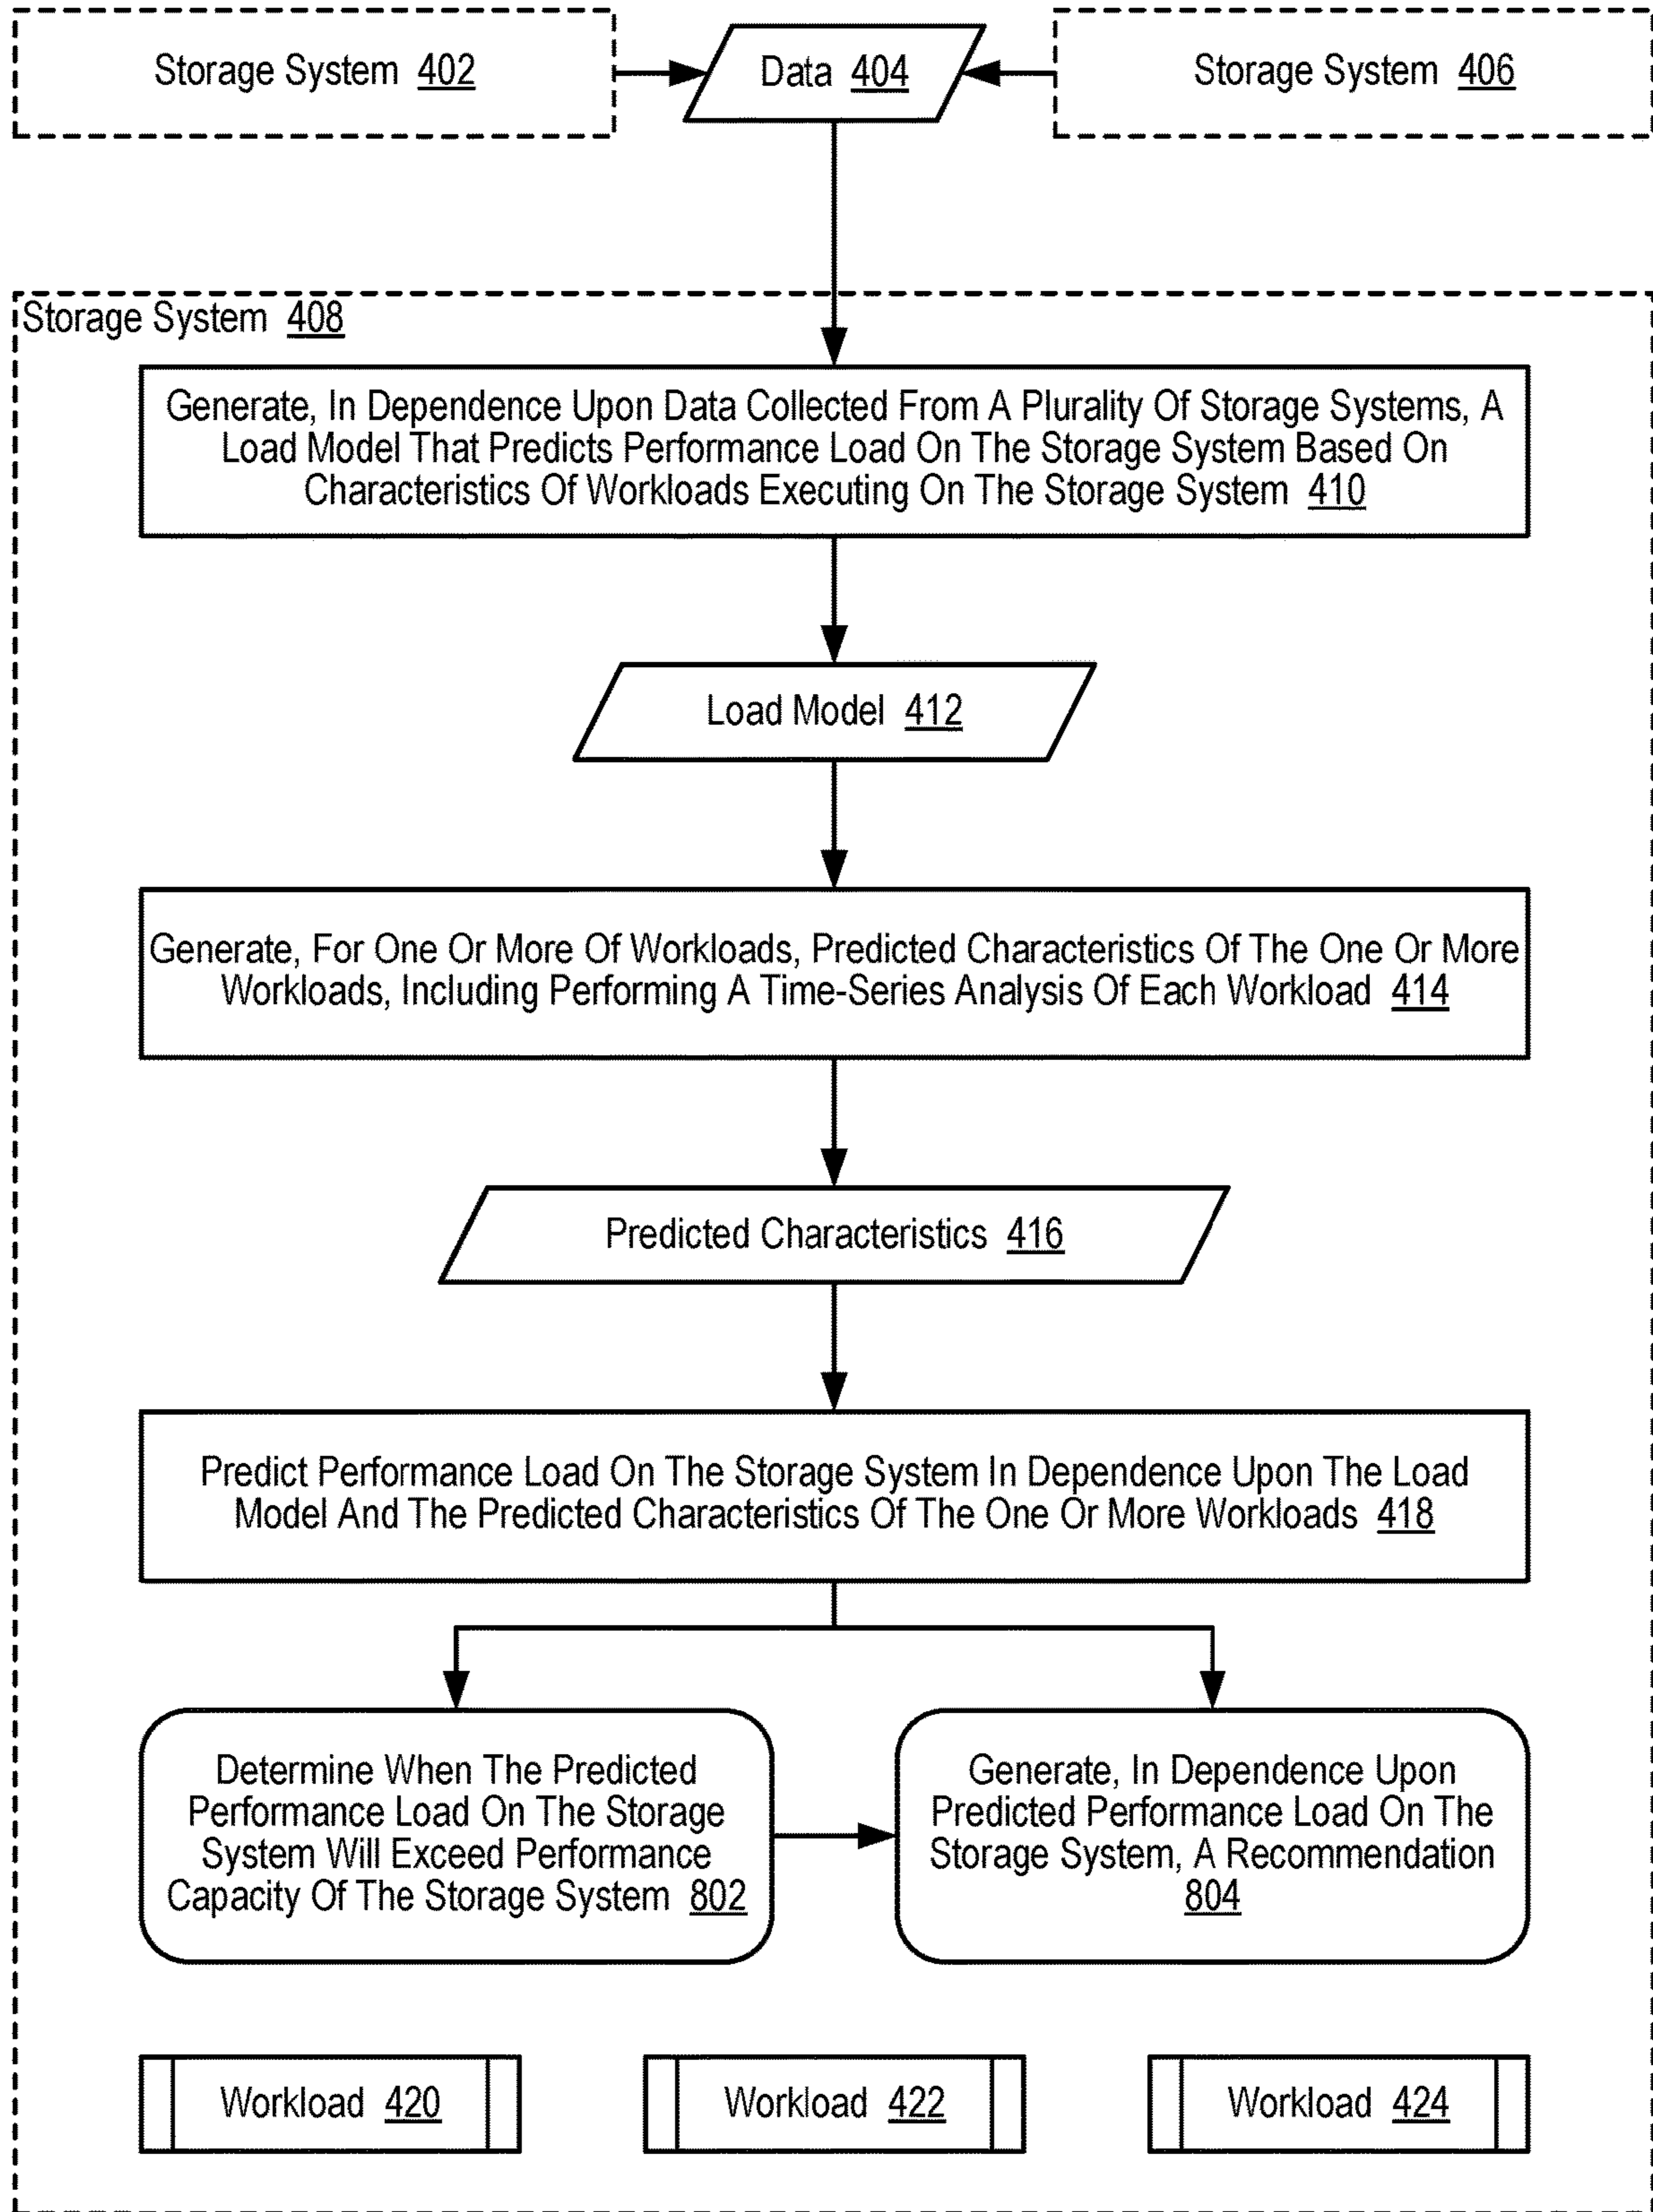 Storage System 402
Data 404
Storage System 406
Storage System 408
Generate, In Dependence Upon Data Collected From A Plurality Of Storage Systems, A
Load Model That Predicts Performance Load On The Storage System Based On
Characteristics Of Workloads Executing On The Storage System 410
Load Model 412
Generate, For One Or More Of Workloads, Predicted Characteristics Of The One Or More
Workloads, Including Performing A Time-Series Analysis Of Each Workload 414
Predicted Characteristics 416
Predict Performance Load On The Storage System In Dependence Upon The Load
Model And The Predicted Characteristics Of The One Or More Workloads 418
Determine When The Predicted
Performance Load On The Storage
System Will Exceed Performance
Capacity Of The Storage System 802
Generate, In Dependence Upon
Predicted Performance Load On The
Storage System, A Recommendation
804
Workload 420
Workload 422
Workload 424